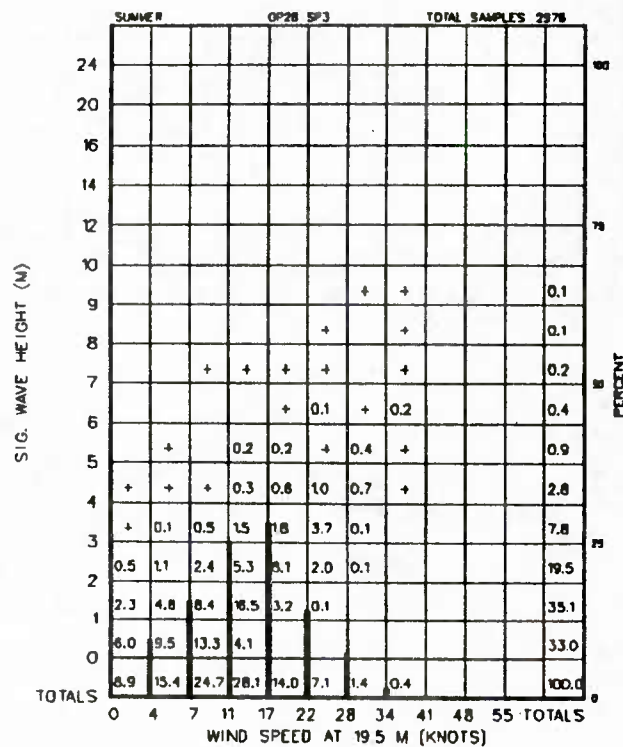 SUMMER OP28 SP3 TOTAL SAMPLES 2976
24 100
20
16
14
12 75
10
9 + + 0.1
8 + + 0.1
7 + + + + + 0.2 50
6 + 0.1 + 0.2 0.4
5 + 0.2 0.2 + 0.4 + 0.9
4 + + + 0.3 0.6 1.0 0.7 + 2.8
3 + 0.1 0.5 1.5 1.8 3.7 0.1 7.8 25
2 0.5 1.1 2.4 5.3 8.1 2.0 0.1 19.5
1 2.3 4.8 8.4 16.5 3.2 0.1 35.1
0 6.0 9.5 13.3 4.1 33.0
TOTALS 8.9 15.4 24.7 28.1 14.0 7.1 1.4 0.4 100.0 0
0 4 7 11 17 22 28 34 41 48 55 TOTALS
WIND SPEED AT 19.5 M (KNOTS)
SIG. WAVE HEIGHT (M)
PERCENT